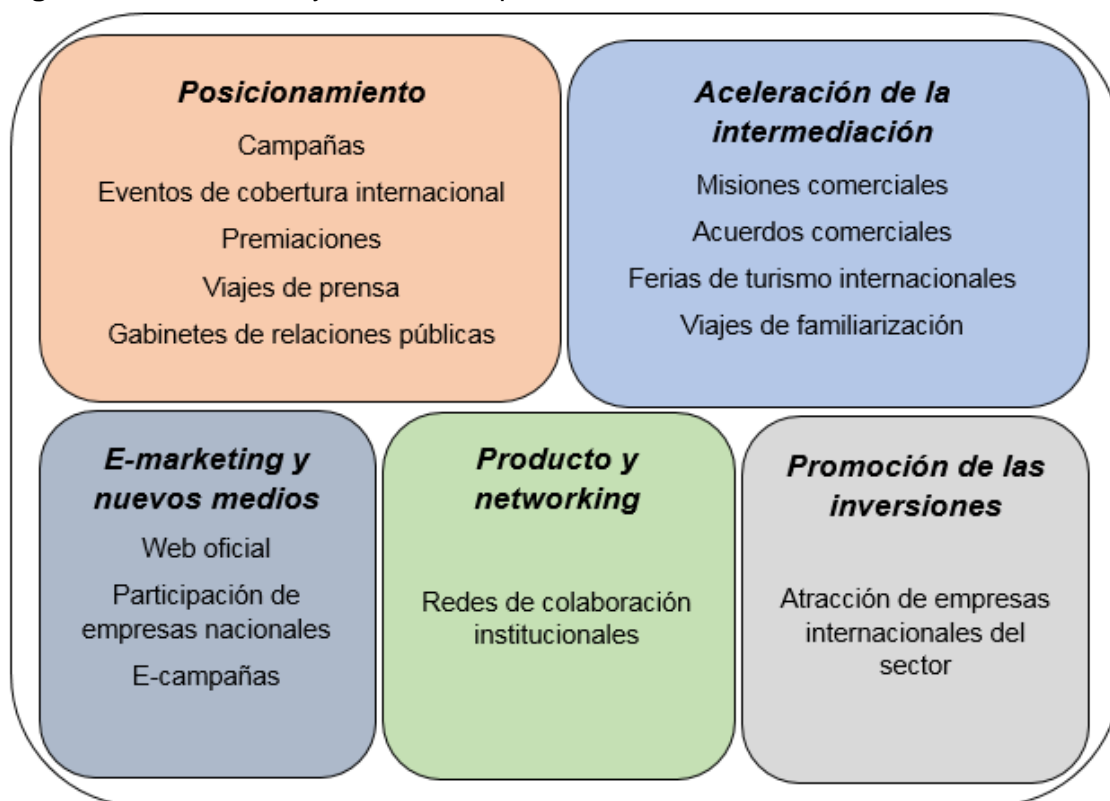 Posicionamiento
Campañas
Eventos de cobertura internacional
Premiaciones
Viajes de prensa
Gabinetes de relaciones públicas
Aceleración de la
intermediación
Misiones comerciales
Acuerdos comerciales
Ferias de turismo internacionales
Viajes de familiarización
E-marketing y
nuevos medios
Web oficial
Participación de
empresas nacionales
E-campañas
Producto y
networking
Redes de colaboración
institucionales
Promoción de las
inversiones
Atracción de empresas
internacionales del
sector